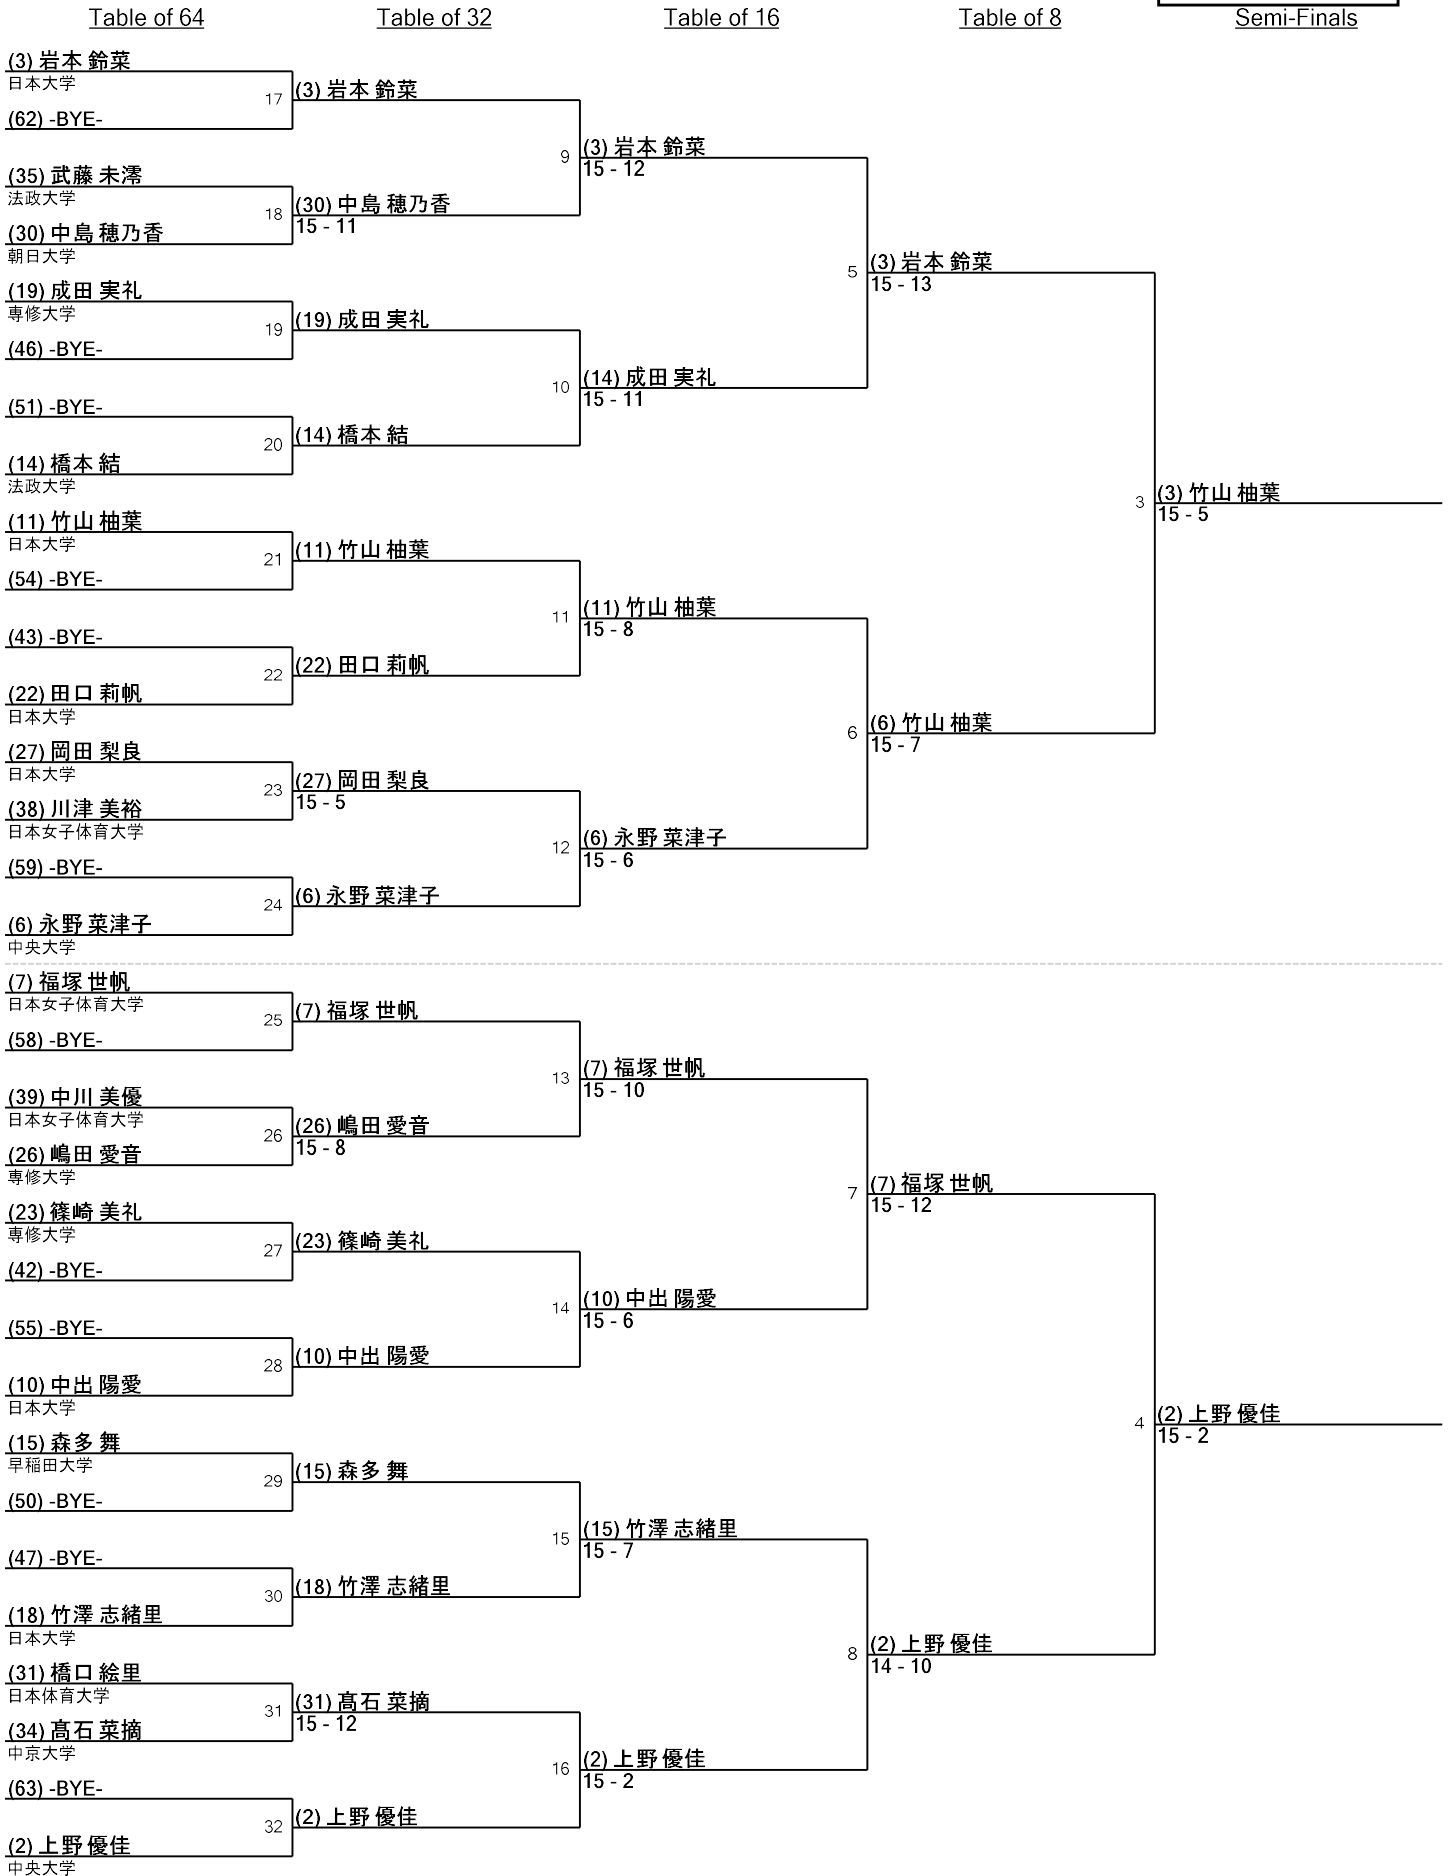 Table of 64
Table of 32
Table of 16
Table of 8
Semi-Finals
(3) 岩本 鈴菜
日本大学
17
(3) 岩本 鈴菜
(62) -BYE-
9
(3) 岩本 鈴菜
15 - 12
(35) 武藤 未澪
法政大学
18
(30) 中島 穂乃香
15 - 11
(30) 中島 穂乃香
朝日大学
5
(3) 岩本 鈴菜
15 - 13
(19) 成田 実礼
専修大学
19
(19) 成田 実礼
(46) -BYE-
10
(14) 成田 実礼
15 - 11
(51) -BYE-
20
(14) 橋本 結
(14) 橋本 結
法政大学
3
(3) 竹山 柚葉
15 - 5
(11) 竹山 柚葉
日本大学
21
(11) 竹山 柚葉
(54) -BYE-
11
(11) 竹山 柚葉
15 - 8
(43) -BYE-
22
(22) 田口 莉帆
(22) 田口 莉帆
日本大学
6
(6) 竹山 柚葉
15 - 7
(27) 岡田 梨良
日本大学
23
(27) 岡田 梨良
15 - 5
(38) 川津 美裕
日本女子体育大学
12
(6) 永野 菜津子
15 - 6
(59) -BYE-
24
(6) 永野 菜津子
(6) 永野 菜津子
中央大学
(7) 福塚 世帆
日本女子体育大学
25
(7) 福塚 世帆
(58) -BYE-
13
(7) 福塚 世帆
15 - 10
(39) 中川 美優
日本女子体育大学
26
(26) 嶋田 愛音
15 - 8
(26) 嶋田 愛音
専修大学
7
(7) 福塚 世帆
15 - 12
(23) 篠崎 美礼
専修大学
27
(23) 篠崎 美礼
(42) -BYE-
14
(10) 中出 陽愛
15 - 6
(55) -BYE-
28
(10) 中出 陽愛
(10) 中出 陽愛
日本大学
4
(2) 上野 優佳
15 - 2
(15) 森多 舞
早稲田大学
29
(15) 森多 舞
(50) -BYE-
15
(15) 竹澤 志緒里
15 - 7
(47) -BYE-
30
(18) 竹澤 志緒里
(18) 竹澤 志緒里
日本大学
8
(2) 上野 優佳
14 - 10
(31) 橋口 絵里
日本体育大学
31
(31) 髙石 菜摘
15 - 12
(34) 髙石 菜摘
中京大学
16
(2) 上野 優佳
15 - 2
(63) -BYE-
32
(2) 上野 優佳
(2) 上野 優佳
中央大学